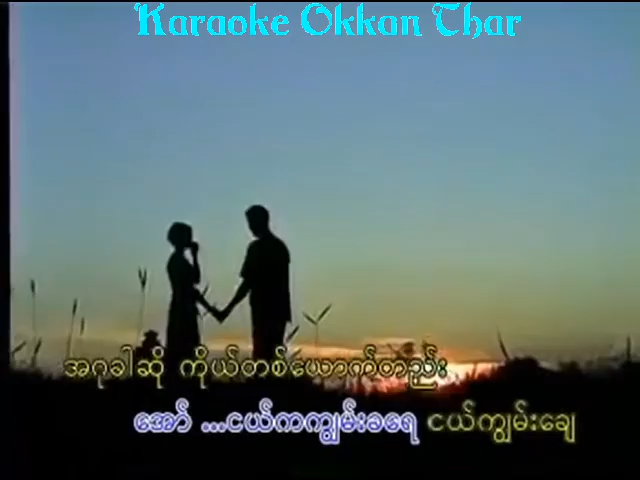 Karaoke Okkan Thar
အဂုခါဆို ကိုယ်တစ်ယောက်တည်း
အော် ...ငယ်ကကျွမ်းခရေ ငယ်ကျွမ်းချေ